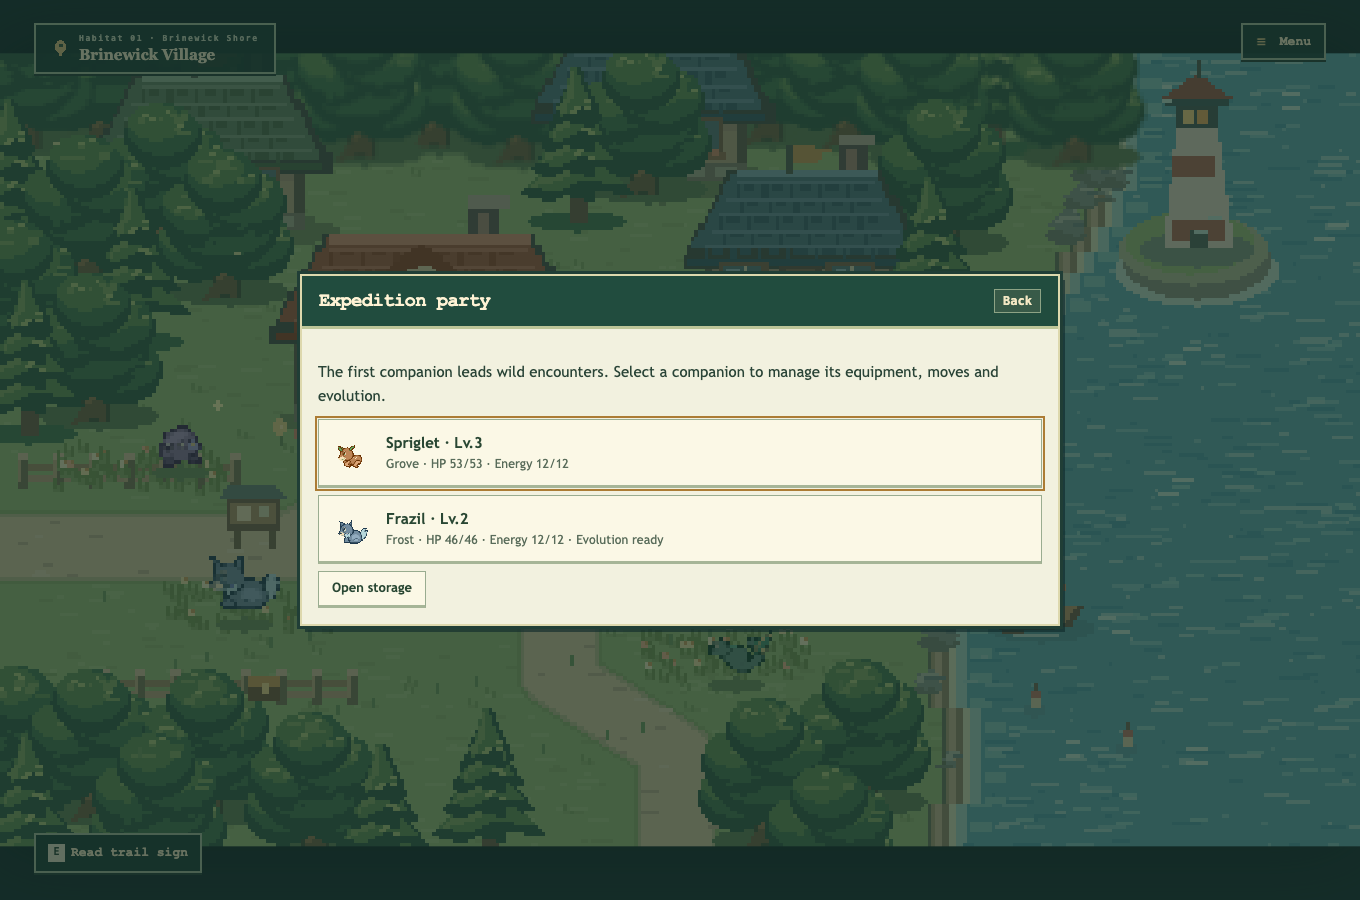 Habitat 01 · Brinewick Shore
Brinewick Village
≡ Menu
Expedition party
Back
The first companion leads wild encounters. Select a companion to manage its equipment, moves and
evolution.
Spriglet · Lv.3
Grove · HP 53/53 · Energy 12/12
Frazil · Lv.2
Frost · HP 46/46 · Energy 12/12 · Evolution ready
Open storage
E Read trail sign